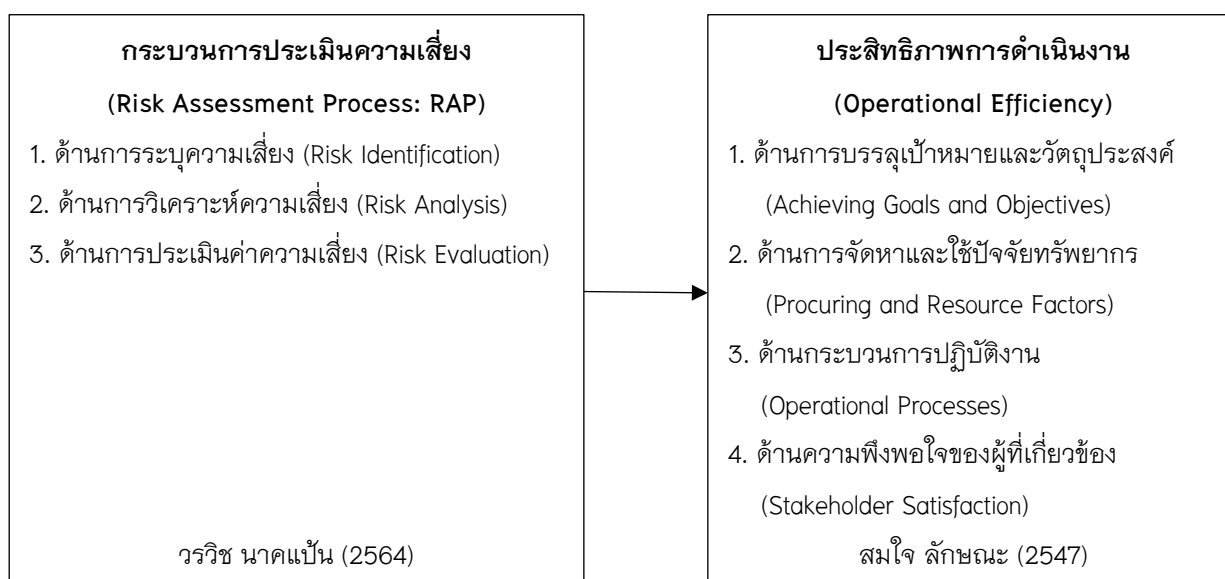 กระบวนการประเมินความเสี่ยง
(Risk Assessment Process: RAP)
1. ด้านการระบุความเสี่ยง (Risk Identification)
2. ด้านการวิเคราะห์ความเสี่ยง (Risk Analysis)
3. ด้านการประเมินค่าความเสี่ยง (Risk Evaluation)
วรวิช นาคแป้น (2564)
ประสิทธิภาพการดำเนินงาน
(Operational Efficiency)
1. ด้านการบรรลุเป้าหมายและวัตถุประสงค์
(Achieving Goals and Objectives)
2. ด้านการจัดหาและใช้ปัจจัยทรัพยากร
(Procuring and Resource Factors)
3. ด้านกระบวนการปฏิบัติงาน
(Operational Processes)
4. ด้านความพึงพอใจของผู้ที่เกี่ยวข้อง
(Stakeholder Satisfaction)
สมใจ ลักษณะ (2547)